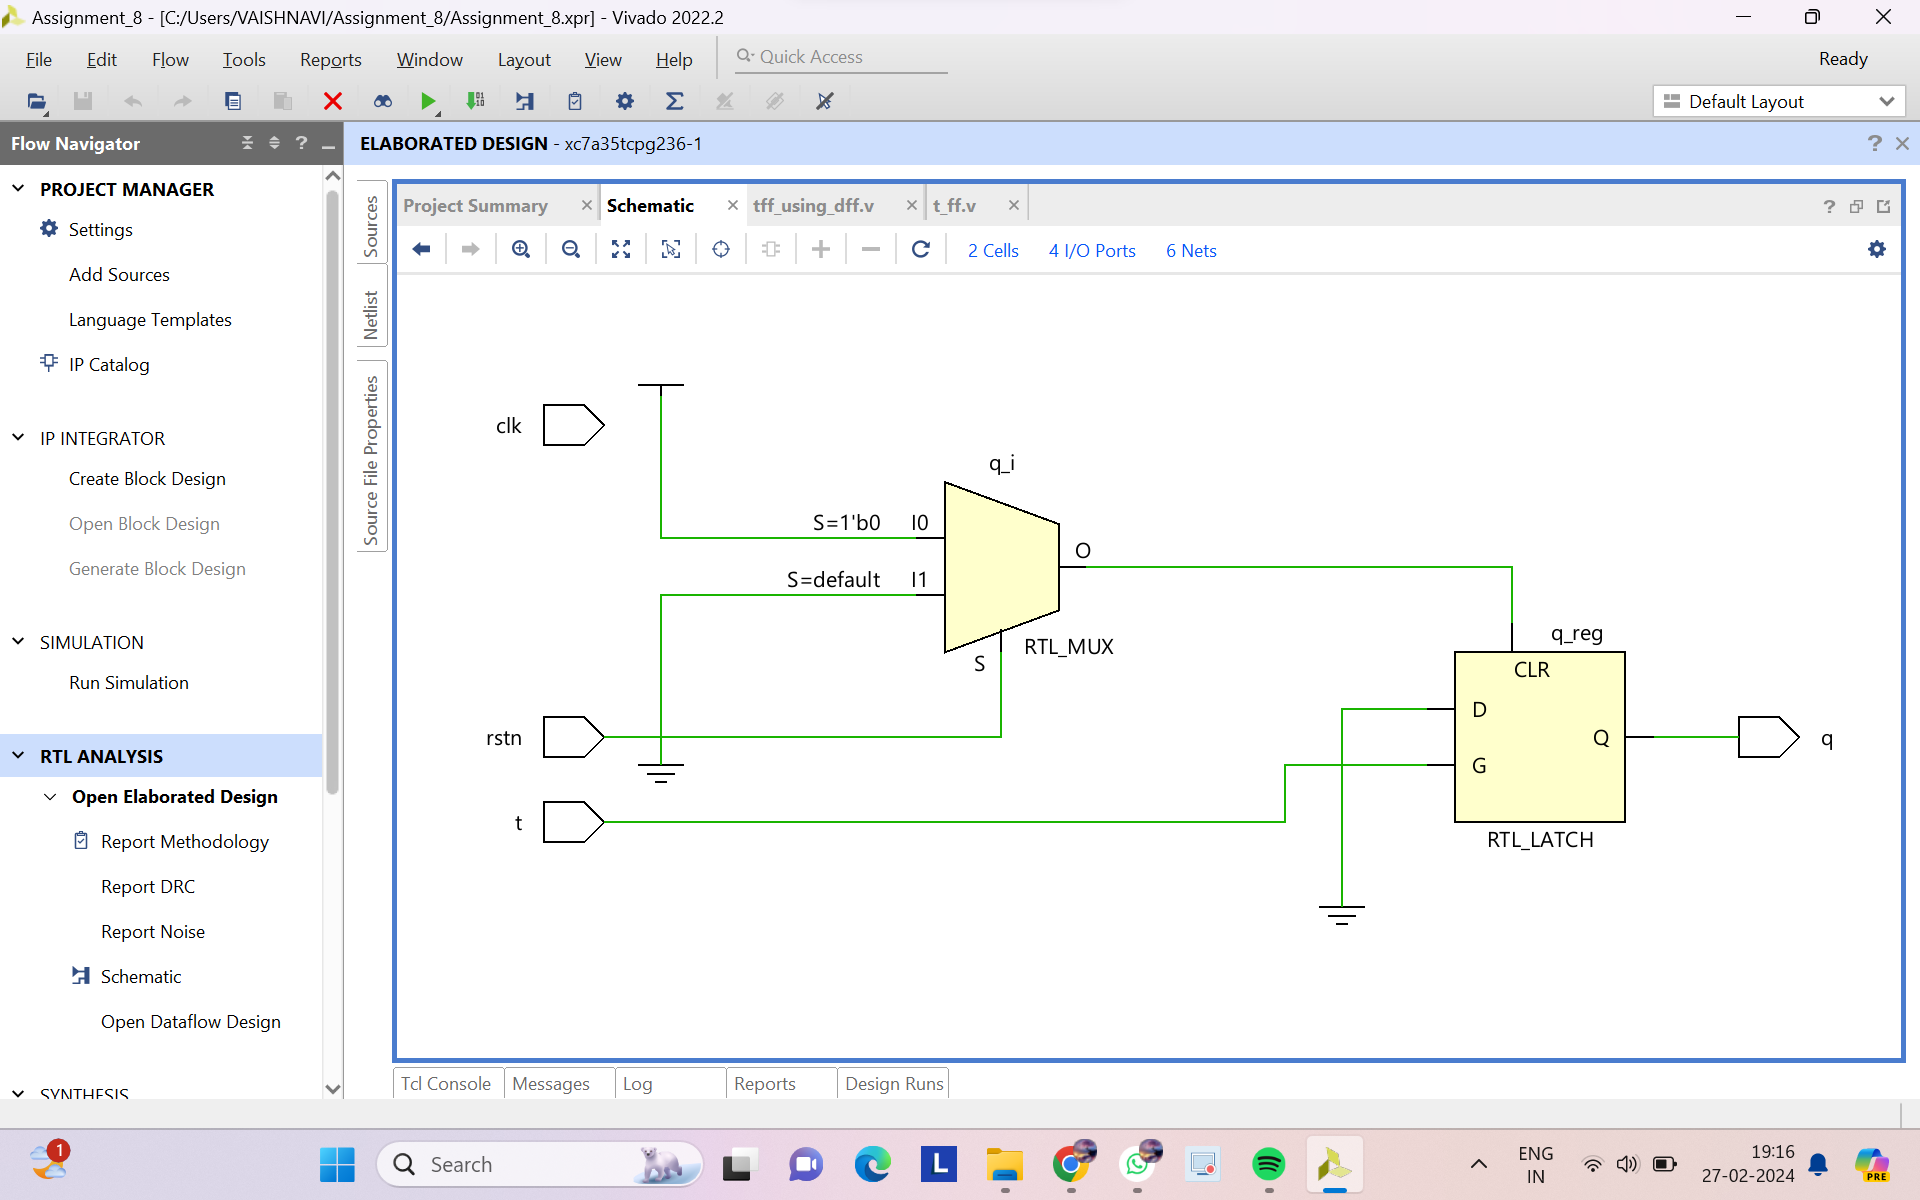 Assignment_8 - [C:/Users/VAISHNAVI/Assignment_8/Assignment_8.xpr] - Vivado 2022.2
File Edit Flow Tools Reports Window Layout View Help Quick Access Ready
Default Layout
Flow Navigator
ELABORATED DESIGN - xc7a35tcpg236-1
PROJECT MANAGER
Settings
Add Sources
Language Templates
IP Catalog
IP INTEGRATOR
Create Block Design
Open Block Design
Generate Block Design
SIMULATION
Run Simulation
RTL ANALYSIS
Open Elaborated Design
Report Methodology
Report DRC
Report Noise
Schematic
Open Dataflow Design
SYNTHESIS
Sources
Netlist
Source File Properties
Project Summary Schematic tff_using_dff.v t_ff.v
2 Cells 4 I/O Ports 6 Nets
clk
q_i
S=1'b0 I0
O
S=default I1
RTL_MUX
S
q_reg
CLR
D
rstn
Q
q
G
t
RTL_LATCH
Tcl Console Messages Log Reports Design Runs
1
Search
L
ENG
IN
19:16
27-02-2024
PRE